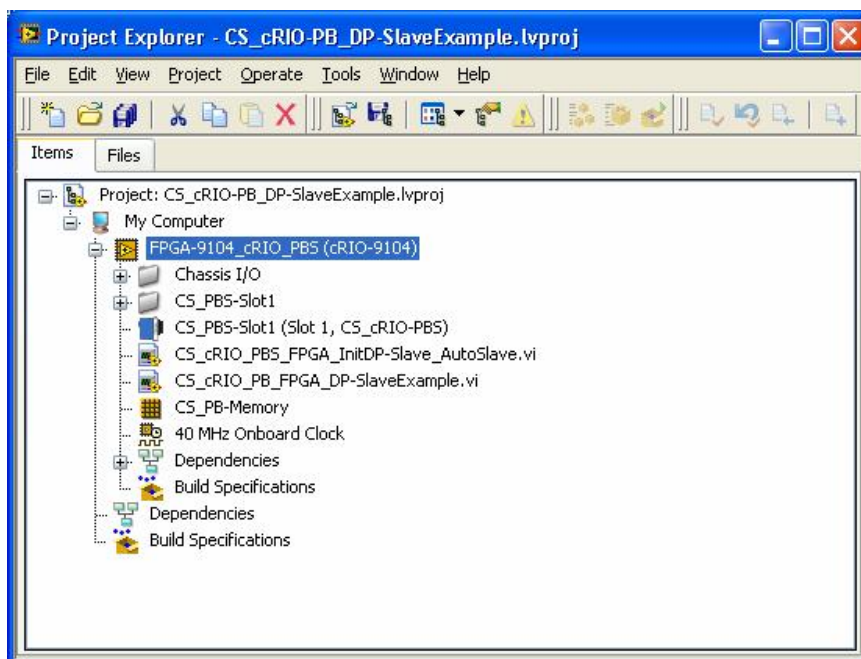 Project Explorer - CS_cRIO-PB_DP-SlaveExample.lvproj
File Edit View Project Operate Tools Window Help
Items Files
Project: CS_cRIO-PB_DP-SlaveExample.lvproj
My Computer
FPGA-9104_cRIO_PBS (cRIO-9104)
Chassis I/O
CS_PBS-Slot1
CS_PBS-Slot1 (Slot 1, CS_cRIO-PBS)
CS_cRIO_PBS_FPGA_InitDP-Slave_AutoSlave.vi
CS_cRIO_PB_FPGA_DP-SlaveExample.vi
CS_PB-Memory
40 MHz Onboard Clock
Dependencies
Build Specifications
Dependencies
Build Specifications